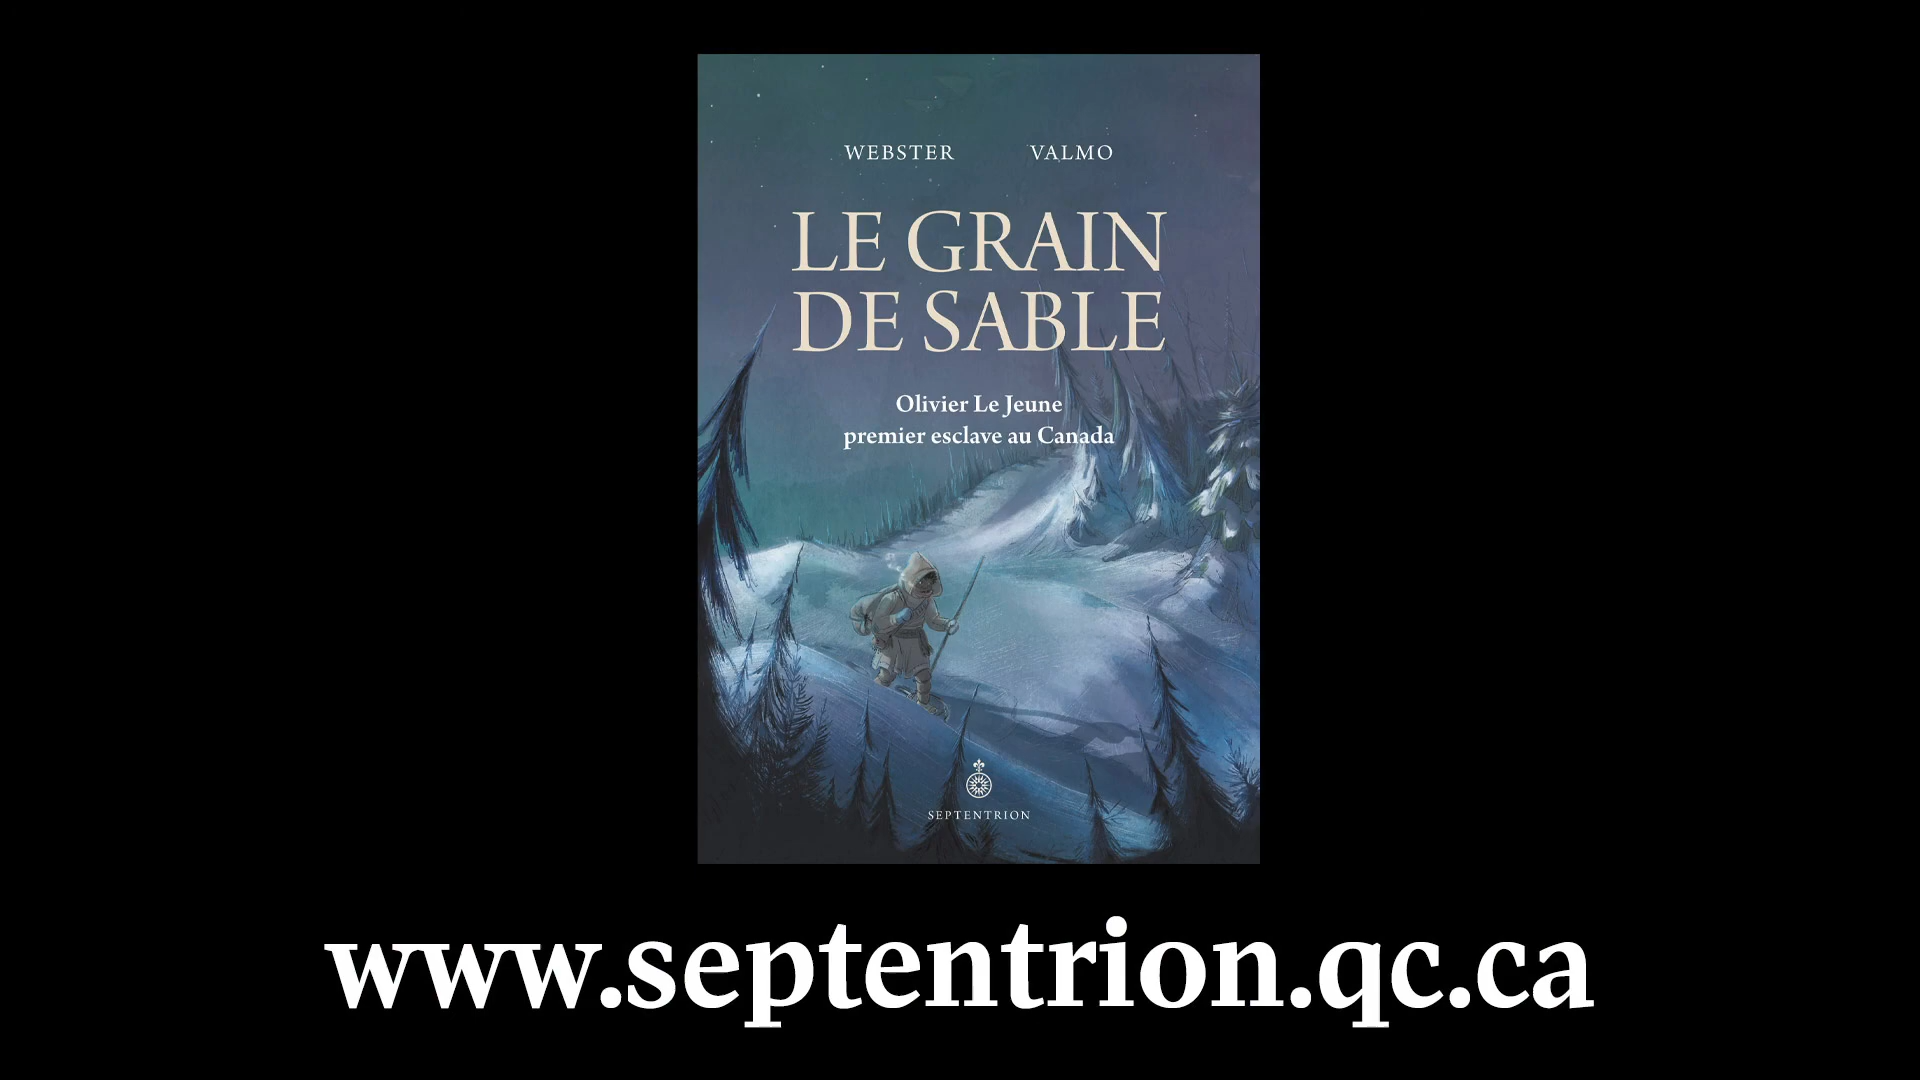 WEBSTER VALMO
LE GRAIN
DE SABLE
Olivier Le Jeune
premier esclave au Canada
SEPTENTRION
www.septentrion.qc.ca